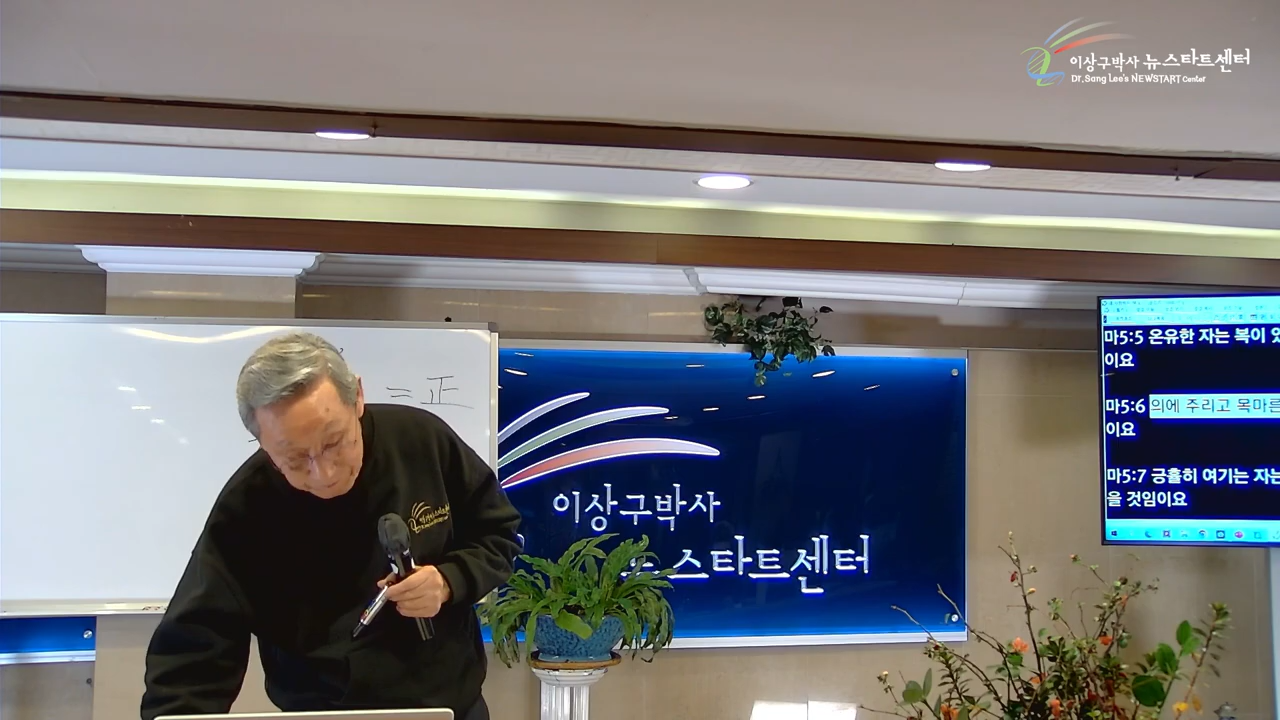 이상구박사 뉴스타트센터
Dr. Sang Lee's NEWSTART Center
= 正
이상구박사
뉴스타트센터
마5:5 온유한 자는 복이
이요
마5:6 의에 주리고 목마른
이요
마5:7 긍휼히 여기는 자는
을 것임이요